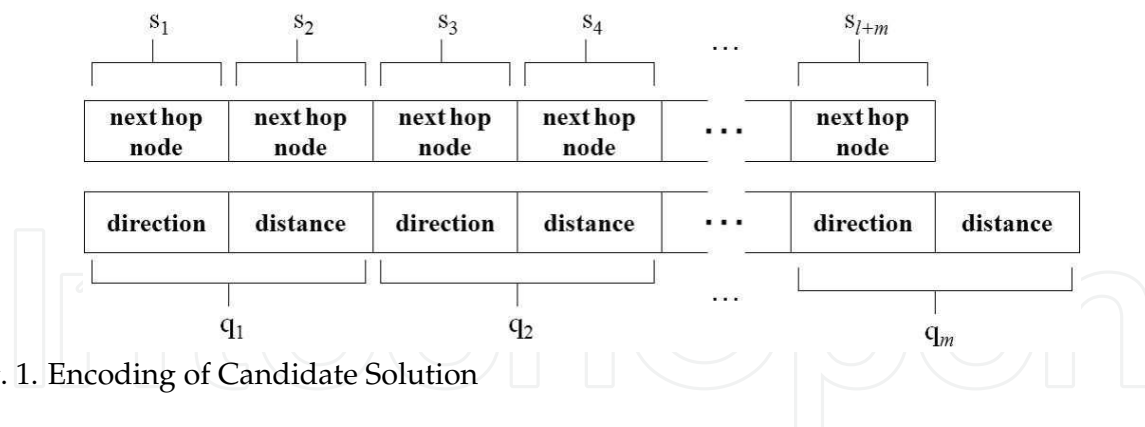 s1 s2 s3 s4 ... sl+m
next hop node next hop node next hop node next hop node ... next hop node
direction distance direction distance ... direction distance
q1 q2 ... qm
. 1. Encoding of Candidate Solution